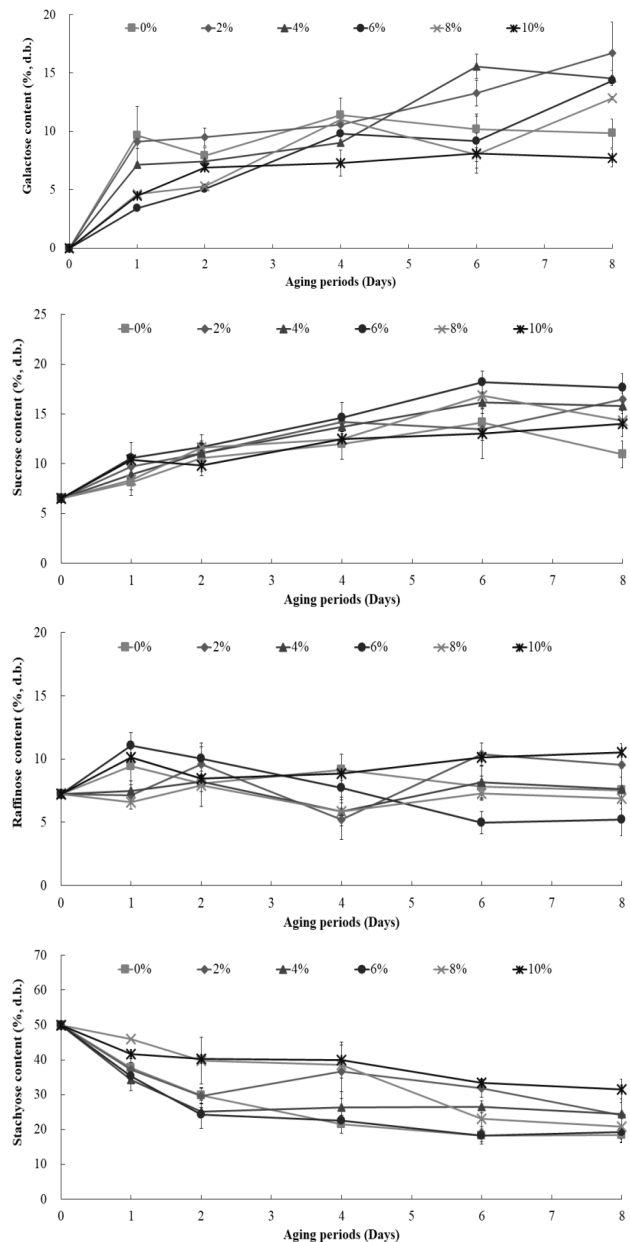 20
0% 2% 4% 6% 8% 10%
15
10
5
0
Galactose content (%, d.b.)
0 1 2 3 4 5 6 7 8
Aging periods (Days)
25
0% 2% 4% 6% 8% 10%
20
15
10
5
0
Sucrose content (%, d.b.)
0 1 2 3 4 5 6 7 8
Aging periods (Days)
20
0% 2% 4% 6% 8% 10%
15
10
5
0
Raffinose content (%, d.b.)
0 1 2 3 4 5 6 7 8
Aging periods (Days)
70
0% 2% 4% 6% 8% 10%
60
50
40
30
20
10
0
Stachyose content (%, d.b.)
0 1 2 3 4 5 6 7 8
Aging periods (Days)